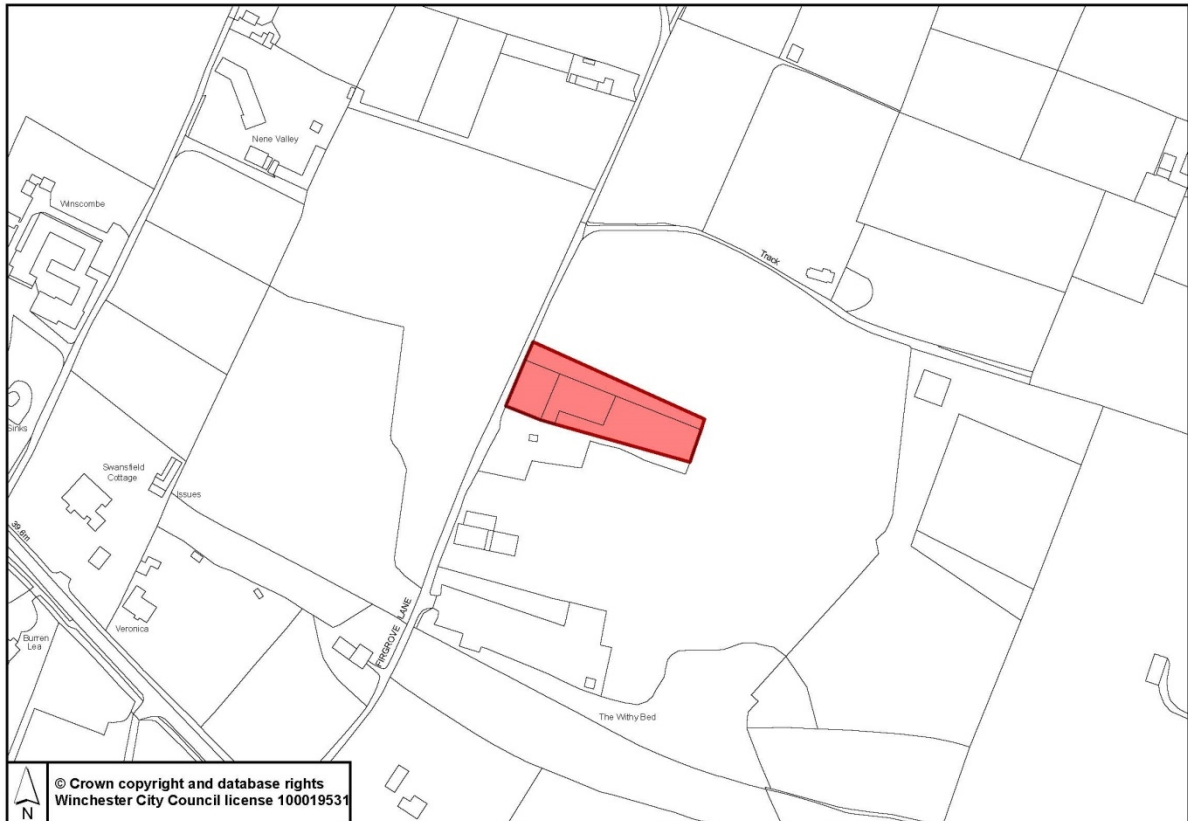 Nene Valley
Winscombe
Track
Sinks
Swansfield
Cottage
Issues
39.6m
Veronica
FIRGROVE LANE
Burren
Lea
The Withy Bed
N
© Crown copyright and database rights
Winchester City Council license 100019531